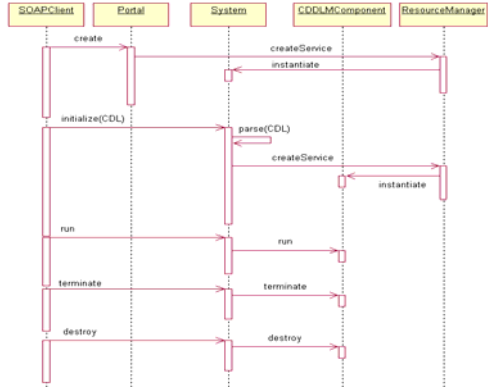 SOAPClient
Portal
System
CDDLMComponent
ResourceManager
create
createService
instantiate
initialize(CDL)
parse(CDL)
createService
instantiate
run
run
terminate
terminate
destroy
destroy